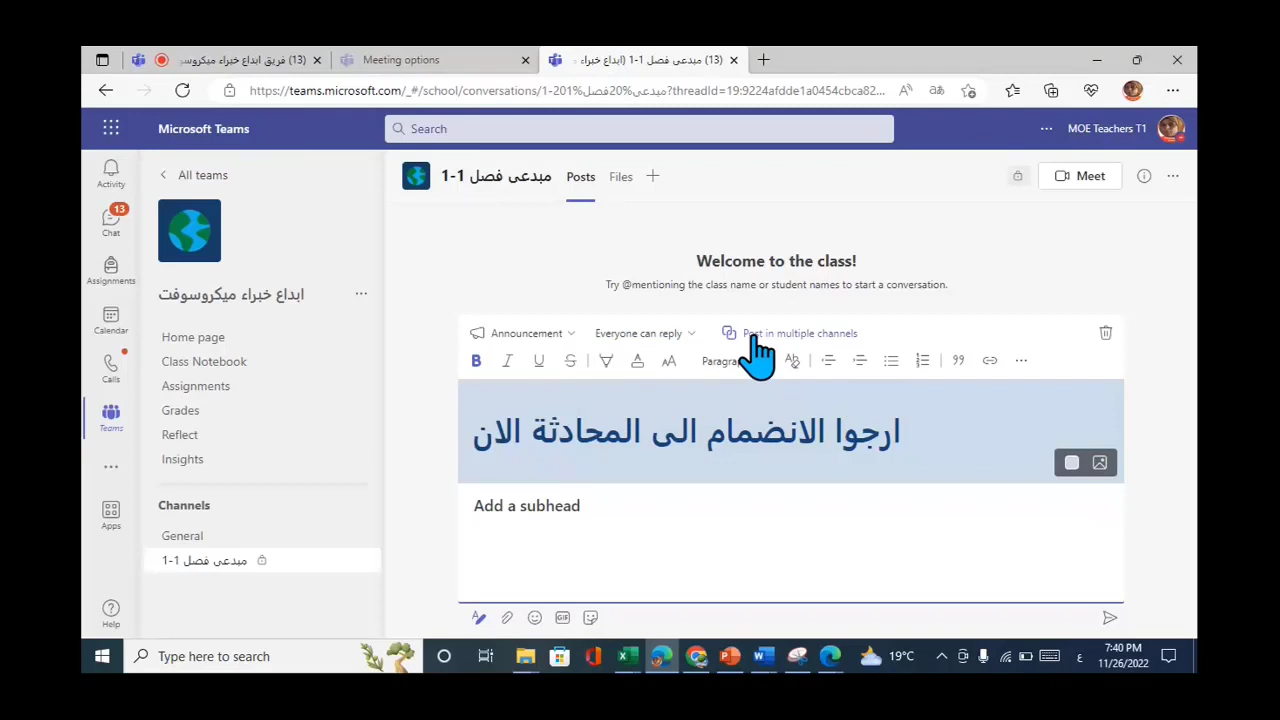 (13) فريق ابداع خبراء ميكروسو
Meeting options
(13) مبدعى فصل 1-1 (ابداع خبراء
https://teams.microsoft.com/_#/school/conversations/1-201%مبدعى%20فصل?threadId=19:9224afdde1a0454cbca82...
Microsoft Teams
Search
MOE Teachers T1
Activity
13
Chat
Assignments
Calendar
Calls
Teams
Apps
Help
All teams
ابداع خبراء ميكروسوفت
Home page
Class Notebook
Assignments
Grades
Reflect
Insights
Channels
General
مبدعى فصل 1-1
مبدعى فصل 1-1
Posts
Files
Meet
Welcome to the class!
Try @mentioning the class name or student names to start a conversation.
Announcement
Everyone can reply
Post in multiple channels
B I U S
AA
Paragra
ارجوا الانضمام الى المحادثة الان
Add a subhead
GIF
Type here to search
19°C
ع
7:40 PM
11/26/2022